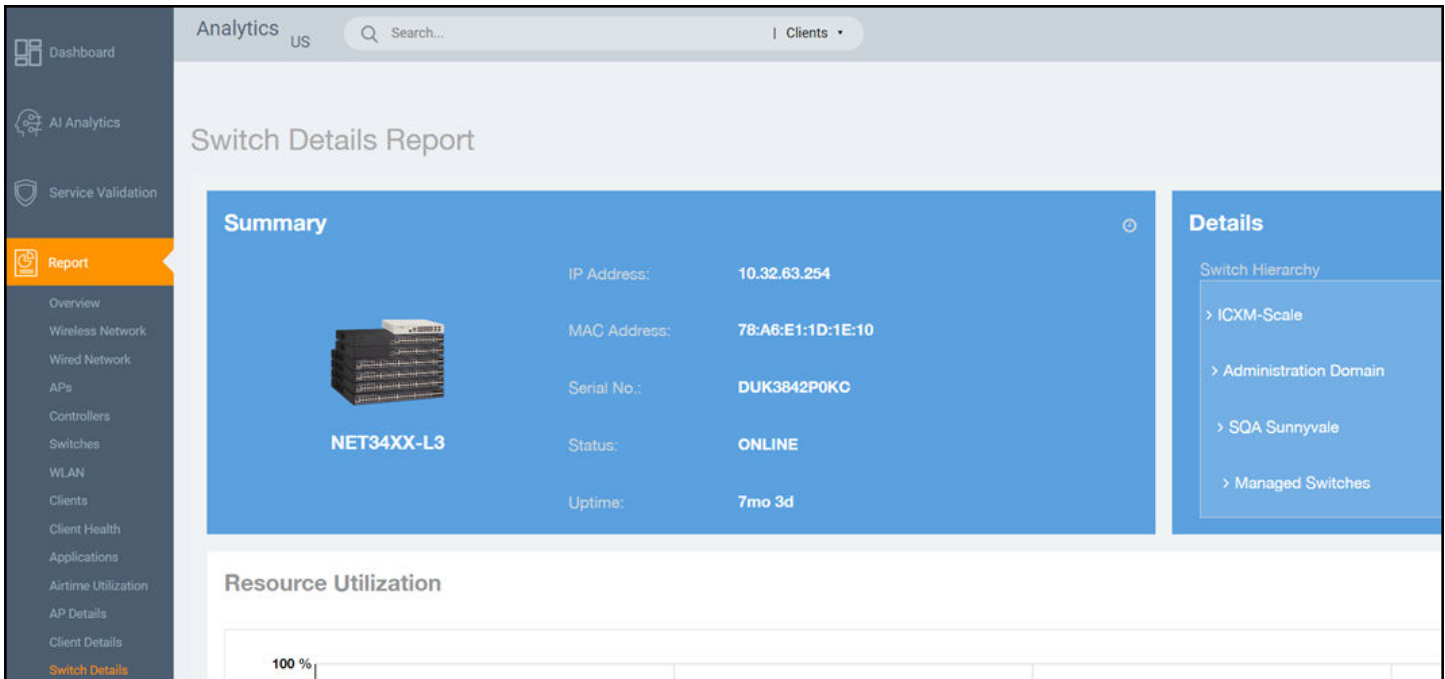 Dashboard
AI Analytics
Service Validation
Report
Overview
Wireless Network
Wired Network
APs
Controllers
Switches
WLAN
Clients
Client Health
Applications
Airtime Utilization
AP Details
Client Details
Switch Details
Analytics US
Search... | Clients
Switch Details Report
Summary
NET34XX-L3
IP Address: 10.32.63.254
MAC Address: 78:A6:E1:1D:1E:10
Serial No.: DUK3842P0KC
Status: ONLINE
Uptime: 7mo 3d
Details
Switch Hierarchy
> ICXM-Scale
> Administration Domain
> SQA Sunnyvale
> Managed Switches
Resource Utilization
100 %